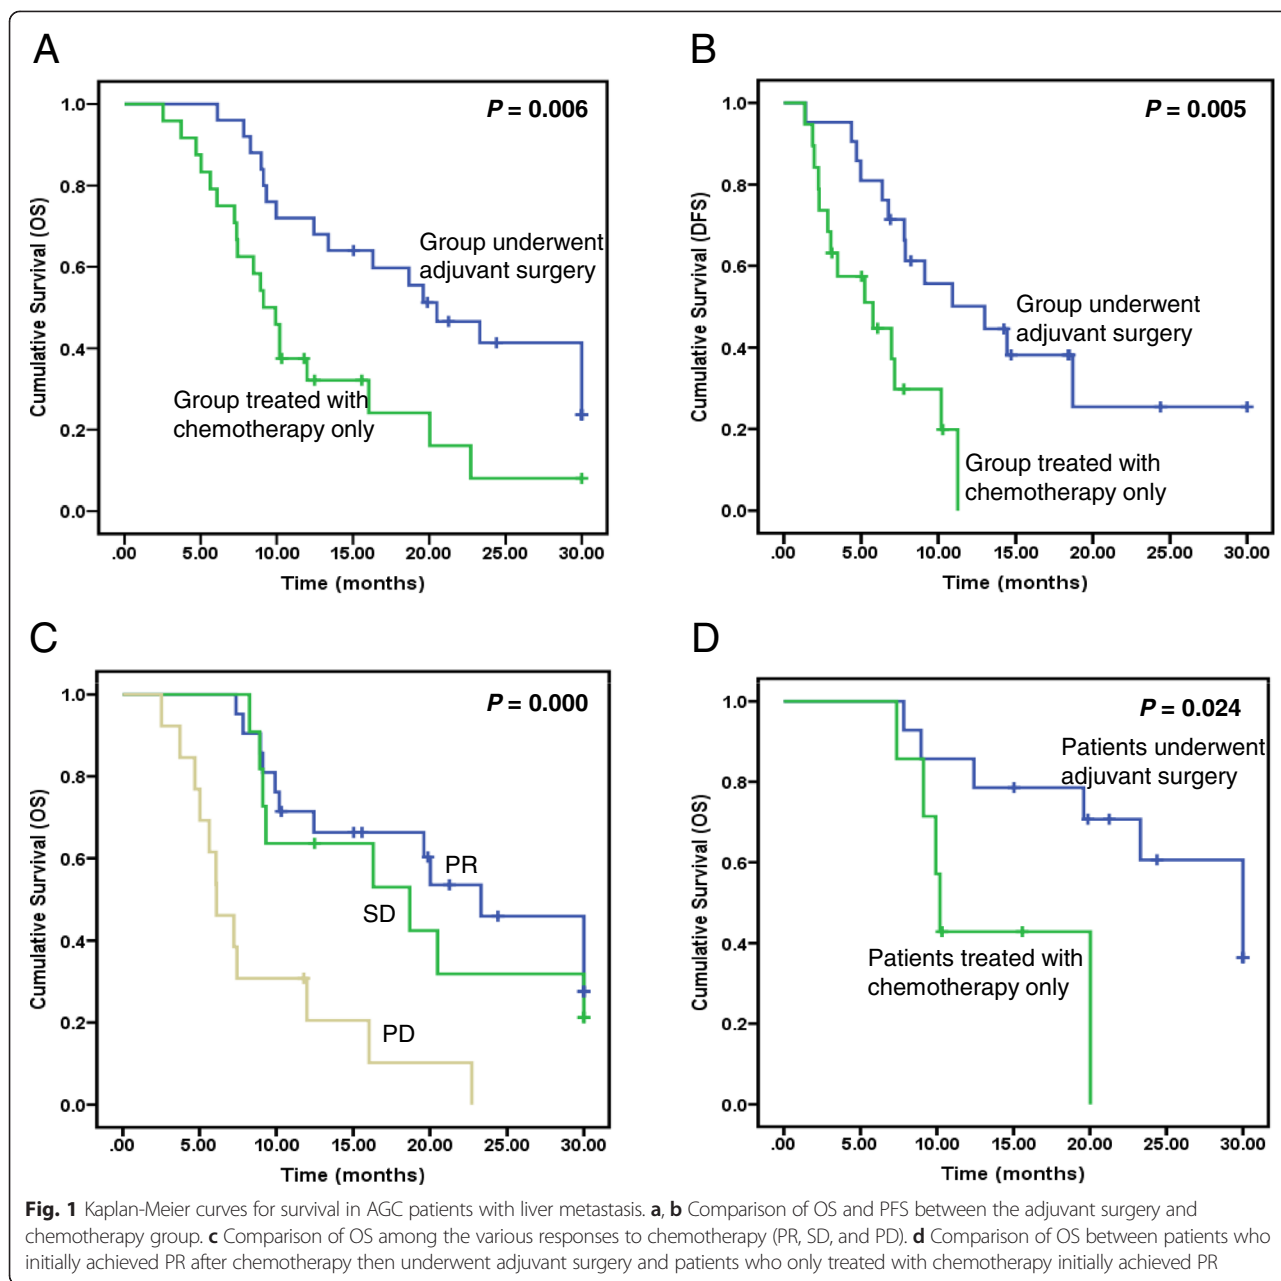 A
P = 0.006
1.0
0.8
0.6
0.4
0.2
0.0
Cumulative Survival (OS)
Group underwent
adjuvant surgery
Group treated with
chemotherapy only
.00 5.00 10.00 15.00 20.00 25.00 30.00
Time (months)
B
P = 0.005
1.0
0.8
0.6
0.4
0.2
0.0
Cumulative Survival (DFS)
Group underwent
adjuvant surgery
Group treated with
chemotherapy only
.00 5.00 10.00 15.00 20.00 25.00 30.00
Time (months)
C
P = 0.000
1.0
0.8
0.6
0.4
0.2
0.0
Cumulative Survival (OS)
PR
SD
PD
.00 5.00 10.00 15.00 20.00 25.00 30.00
Time (months)
D
P = 0.024
1.0
0.8
0.6
0.4
0.2
0.0
Cumulative Survival (OS)
Patients underwent
adjuvant surgery
Patients treated with
chemotherapy only
.00 5.00 10.00 15.00 20.00 25.00 30.00
Time (months)
Fig. 1 Kaplan-Meier curves for survival in AGC patients with liver metastasis. a, b Comparison of OS and PFS between the adjuvant surgery and
chemotherapy group. c Comparison of OS among the various responses to chemotherapy (PR, SD, and PD). d Comparison of OS between patients who
initially achieved PR after chemotherapy then underwent adjuvant surgery and patients who only treated with chemotherapy initially achieved PR